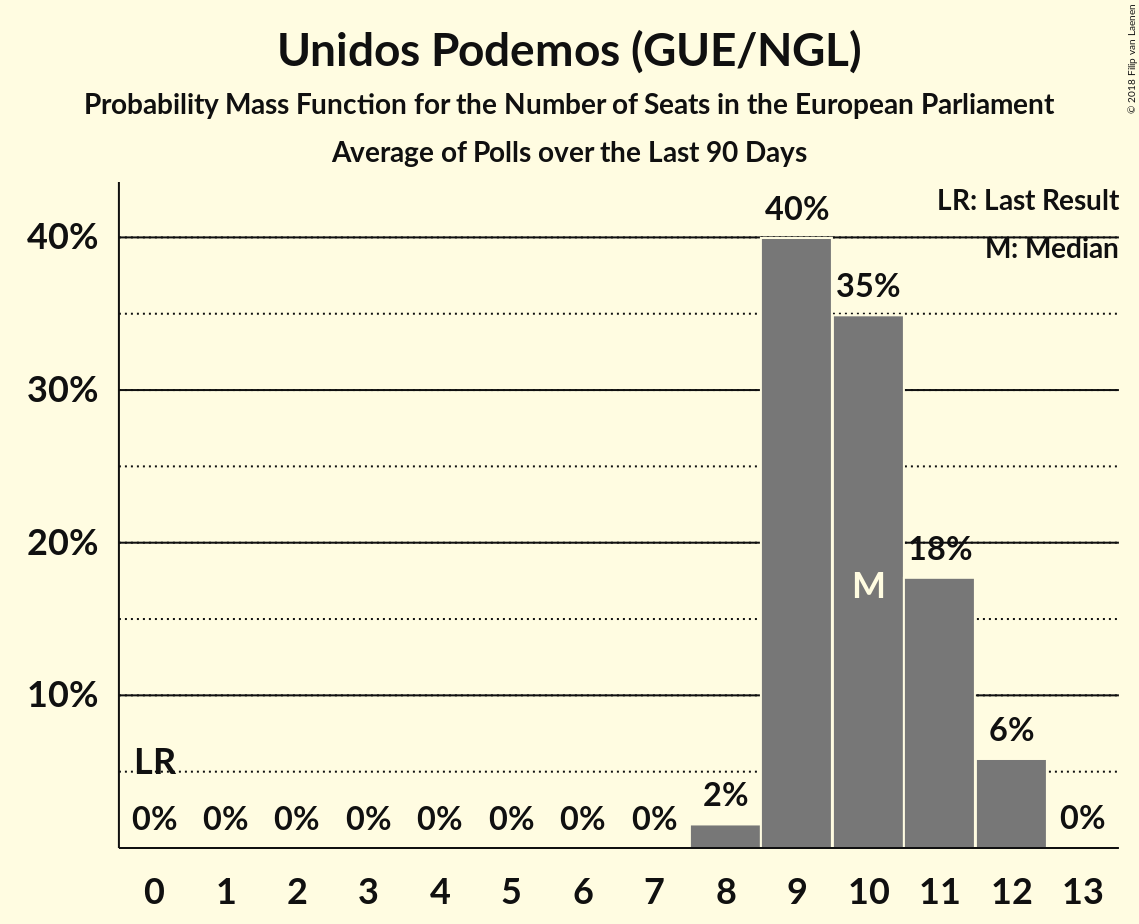 Unidos Podemos (GUE/NGL)
Probability Mass Function for the Number of Seats in the European Parliament
Average of Polls over the Last 90 Days
© 2018 Filip van Laenen
LR: Last Result
M: Median
40%
30%
20%
10%
40%
35%
18%
M
6%
LR
2%
0% 0% 0% 0% 0% 0% 0% 0% 0%
0 1 2 3 4 5 6 7 8 9 10 11 12 13